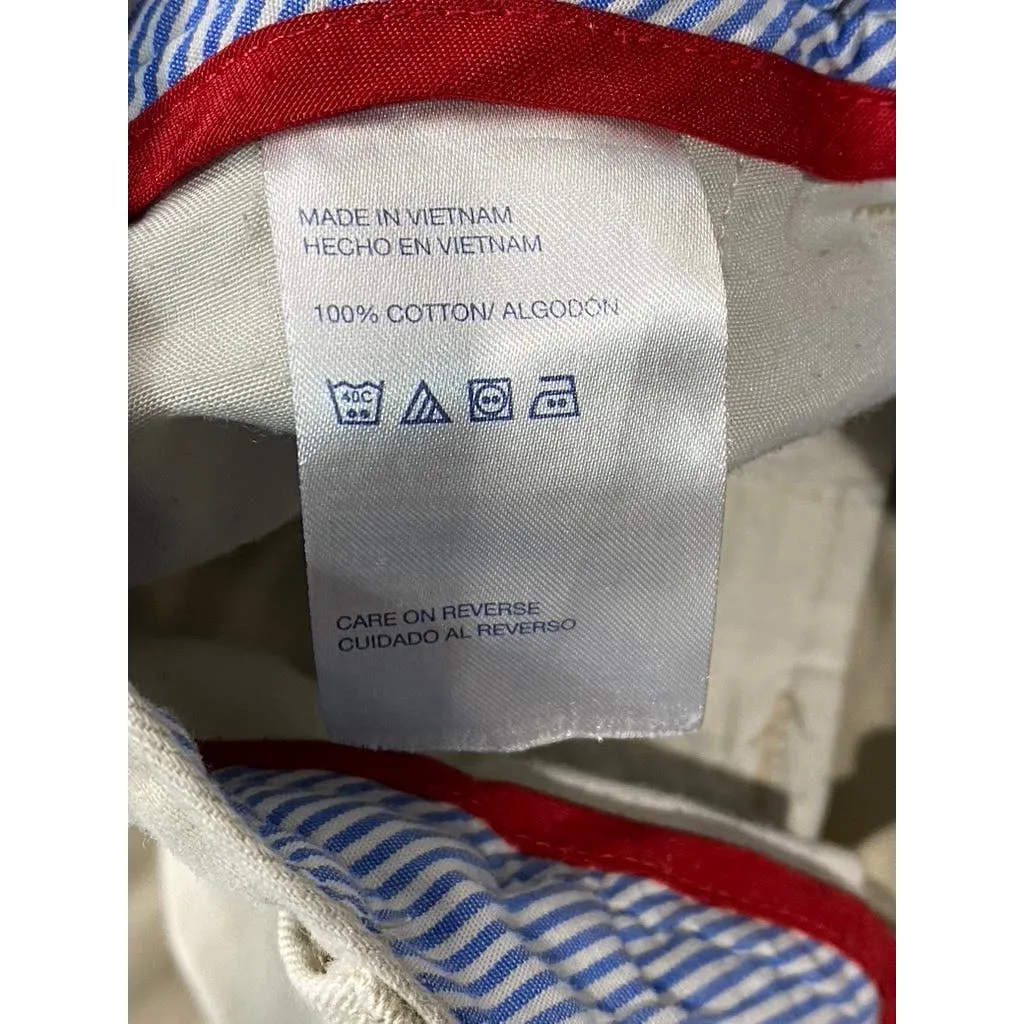 MADE IN VIETNAM
HECHO EN VIETNAM
100% COTTON/ ALGODON
40C
CARE ON REVERSE
CUIDADO AL REVERSO